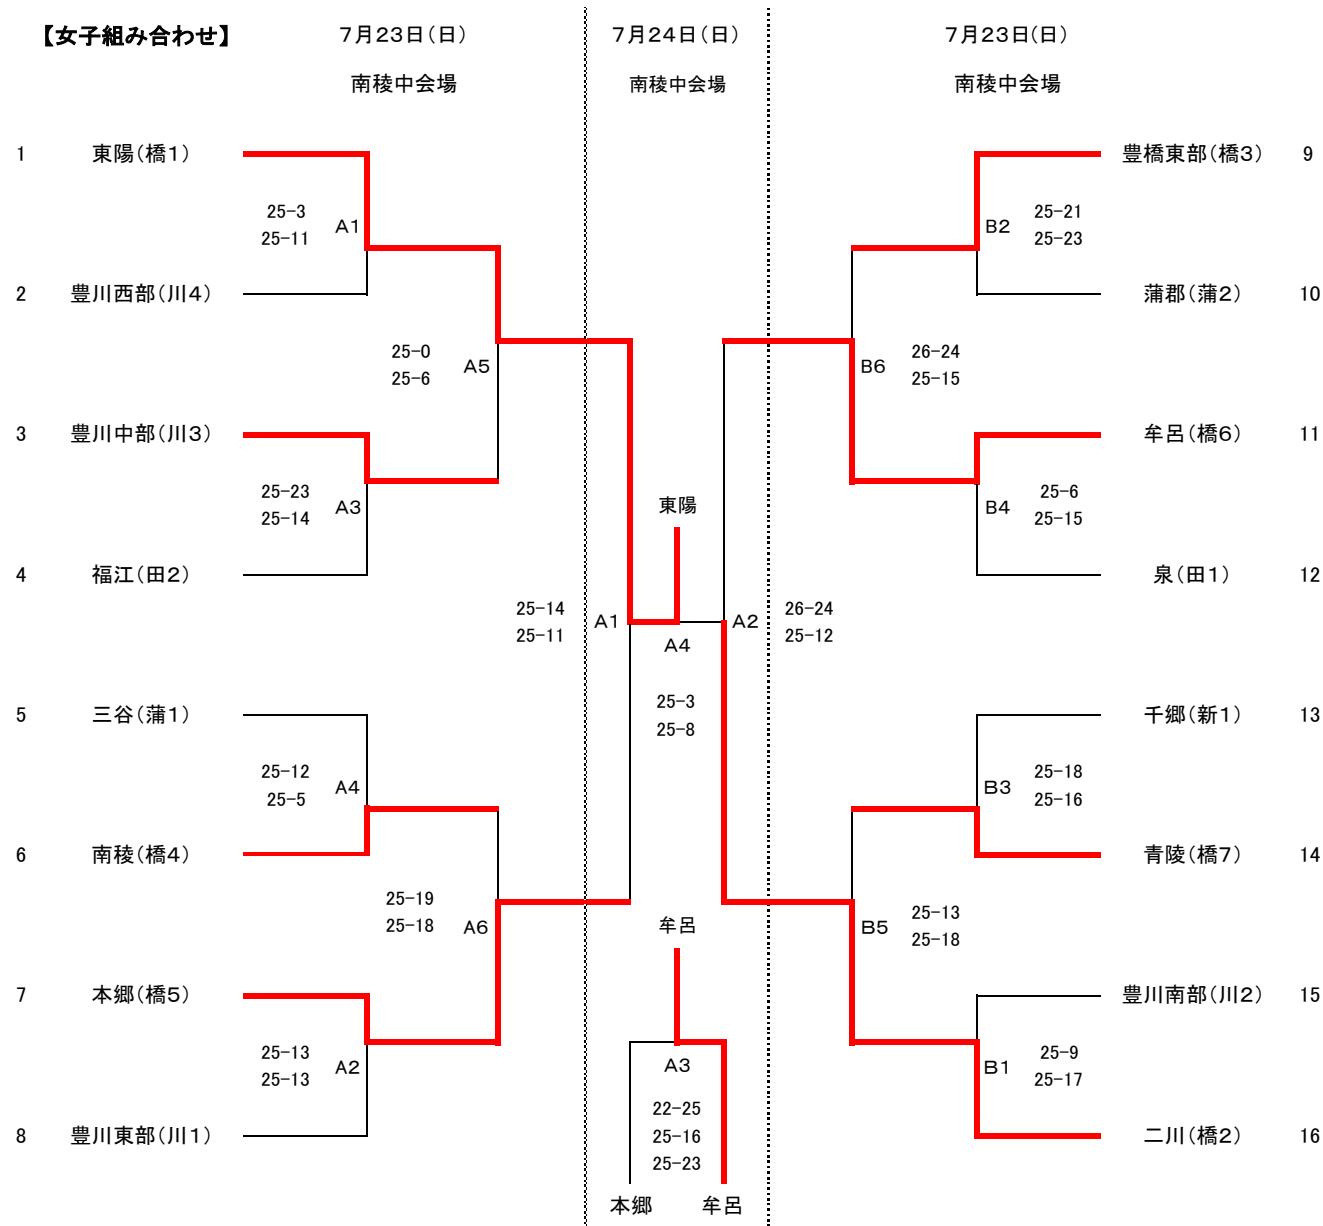 【女子組み合わせ】
7月23日(日)
7月24日(日)
7月23日(日)
南稜中会場
南稜中会場
南稜中会場
1 東陽(橋1)
25-3
25-11
A1
2 豊川西部(川4)
25-0
25-6
A5
3 豊川中部(川3)
25-23
25-14
A3
4 福江(田2)
25-14
25-11
A1
5 三谷(蒲1)
25-12
25-5
A4
6 南稜(橋4)
25-19
25-18
A6
7 本郷(橋5)
25-13
25-13
A2
8 豊川東部(川1)
東陽
A4
25-3
25-8
牟呂
A3
22-25
25-16
25-23
本郷 牟呂
豊橋東部(橋3) 9
B2
25-21
25-23
蒲郡(蒲2) 10
B6
26-24
25-15
牟呂(橋6) 11
B4
25-6
25-15
泉(田1) 12
A2
26-24
25-12
千郷(新1) 13
B3
25-18
25-16
青陵(橋7) 14
B5
25-13
25-18
豊川南部(川2) 15
B1
25-9
25-17
二川(橋2) 16